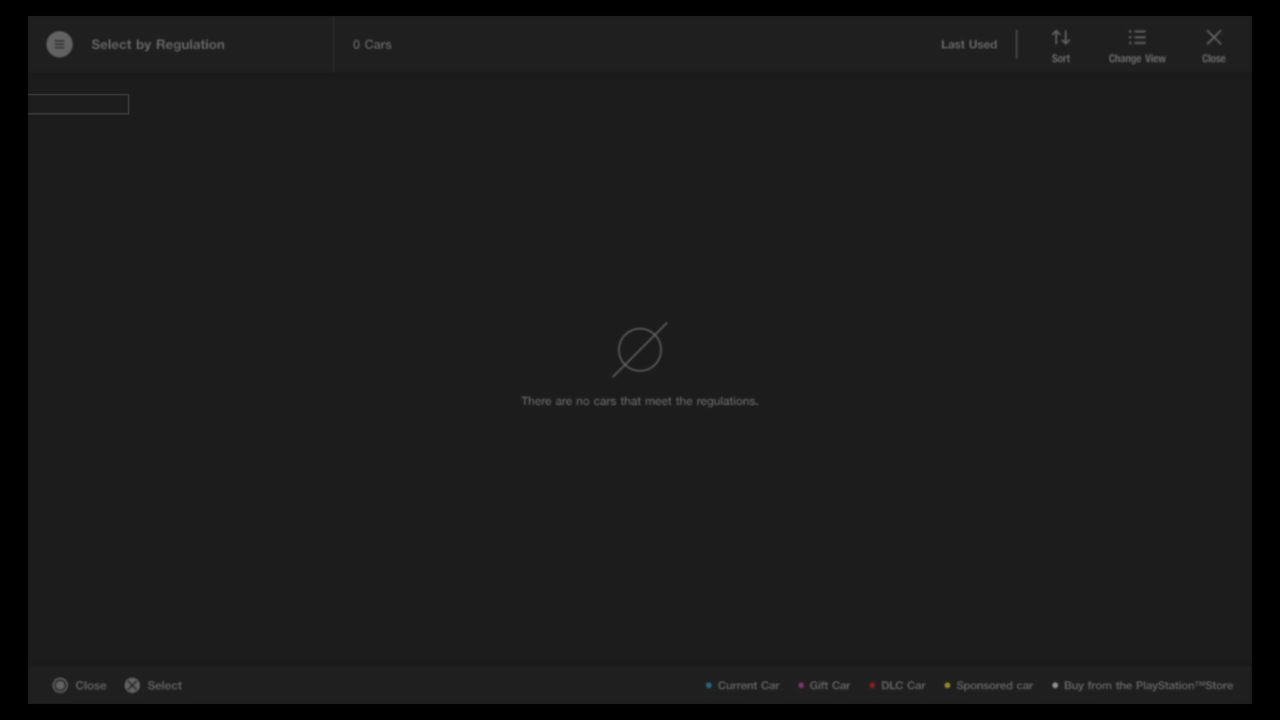 Select by Regulation
0 Cars
Last Used
Sort
Change View
Close
There are no cars that meet the regulations.
Close
Select
Current Car
Gift Car
DLC Car
Sponsored car
Buy from the PlayStation™Store